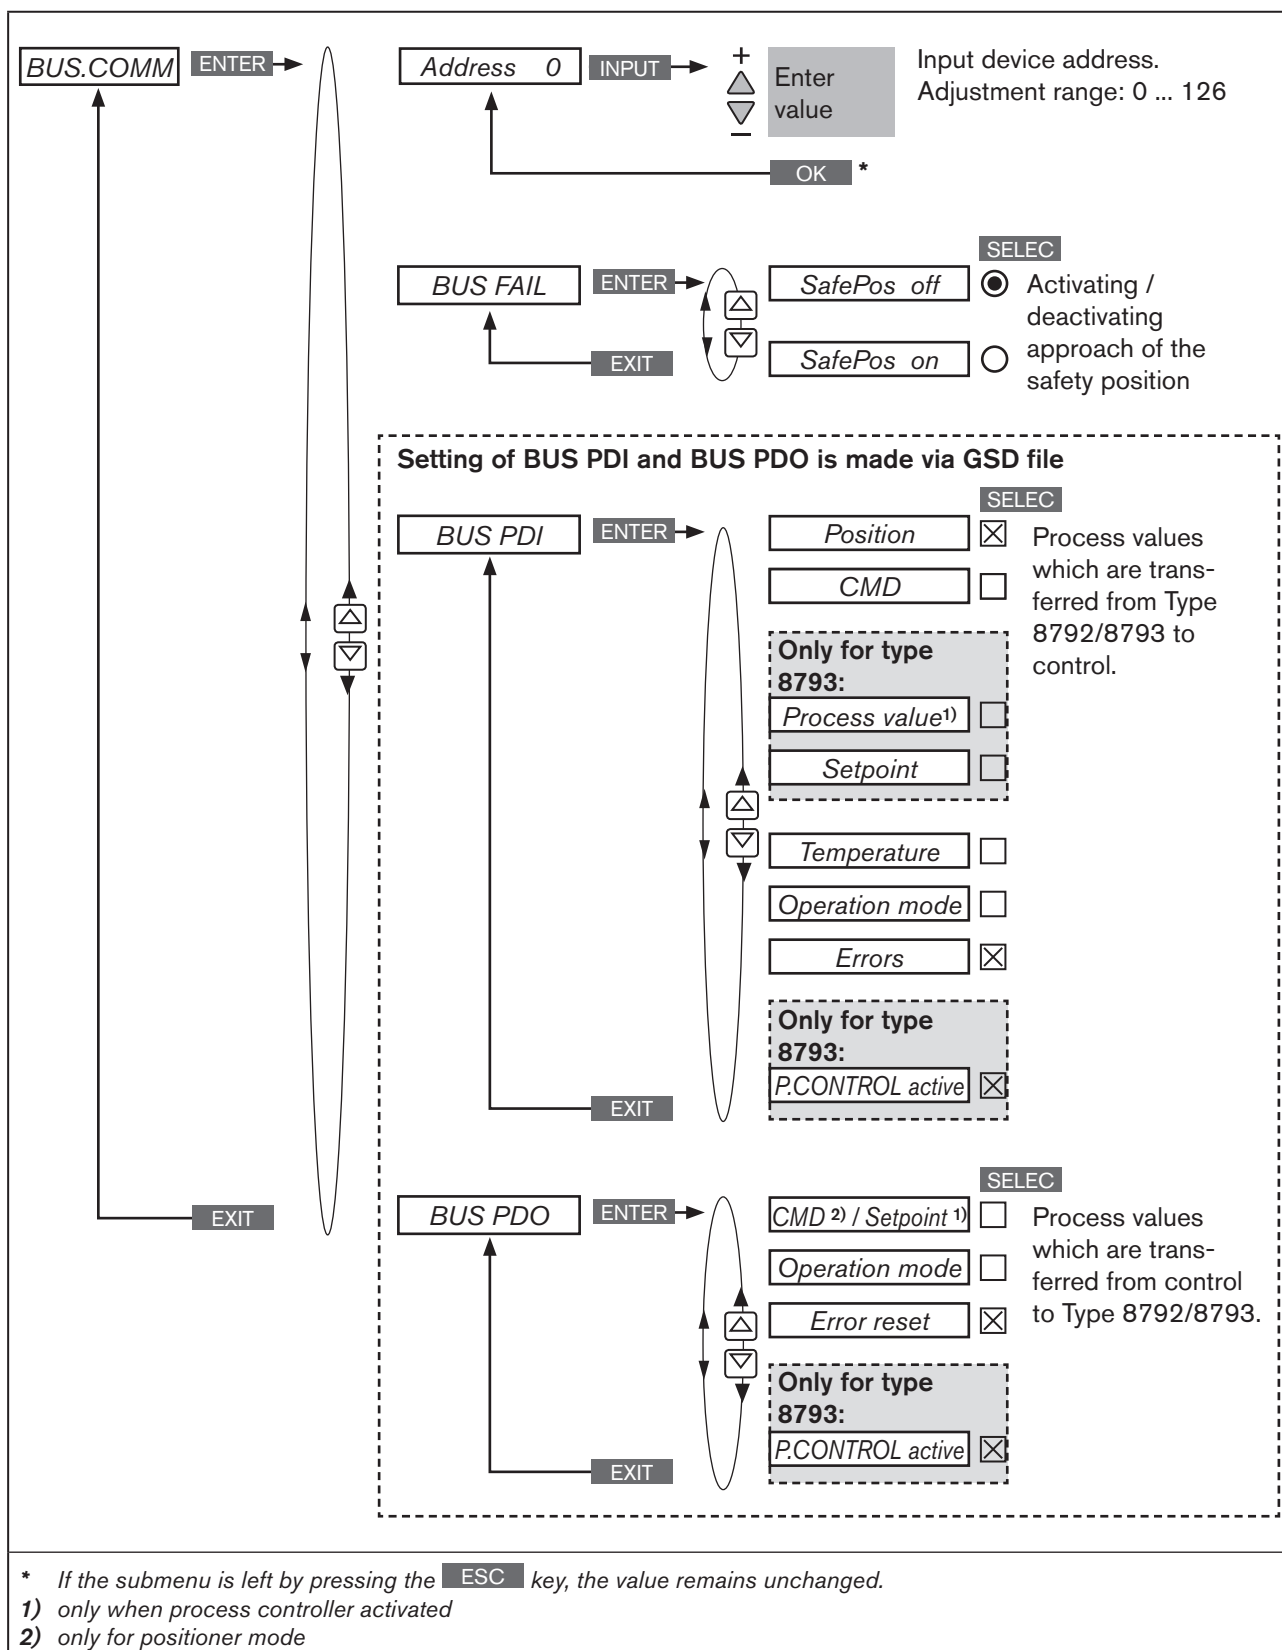 BUS.COMM ENTER
Address 0 INPUT
+
Enter
value
−
Input device address.
Adjustment range: 0 ... 126
OK *
BUS FAIL ENTER
SELEC
SafePos off
SafePos on
Activating /
deactivating
approach of the
safety position
EXIT
Setting of BUS PDI and BUS PDO is made via GSD file
BUS PDI ENTER
SELEC
Position
CMD
Process values
which are trans-
ferred from Type
8792/8793 to
control.
Only for type
8793:
Process value1)
Setpoint
Temperature
Operation mode
Errors
Only for type
8793:
P.CONTROL active
EXIT
BUS PDO ENTER
SELEC
CMD 2) / Setpoint 1)
Operation mode
Error reset
Process values
which are trans-
ferred from control
to Type 8792/8793.
Only for type
8793:
P.CONTROL active
EXIT
EXIT
* If the submenu is left by pressing the ESC key, the value remains unchanged.
1) only when process controller activated
2) only for positioner mode